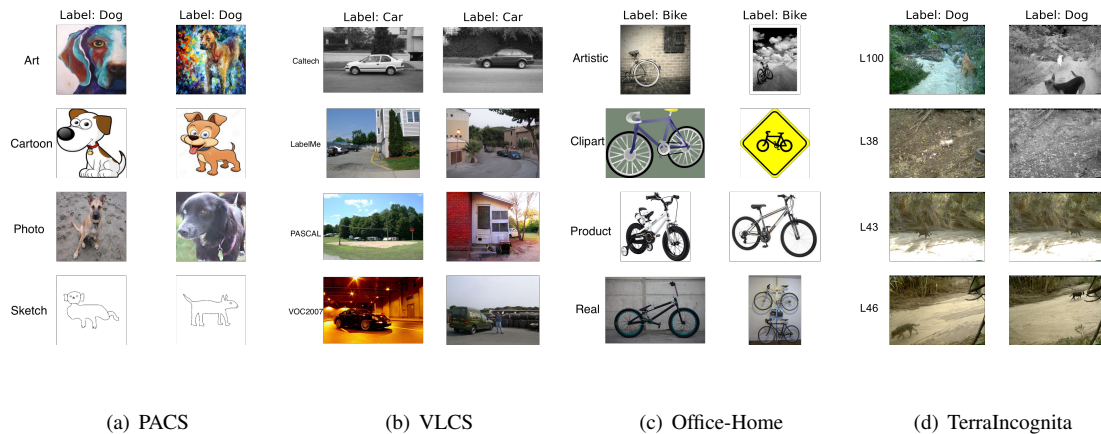 Label: Dog Label: Dog
Art
Cartoon
Photo
Sketch
(a) PACS
Label: Car Label: Car
Caltech
LabelMe
PASCAL
VOC2007
(b) VLCS
Label: Bike Label: Bike
Artistic
Clipart
Product
Real
(c) Office-Home
Label: Dog Label: Dog
L100
L38
L43
L46
(d) TerraIncognita